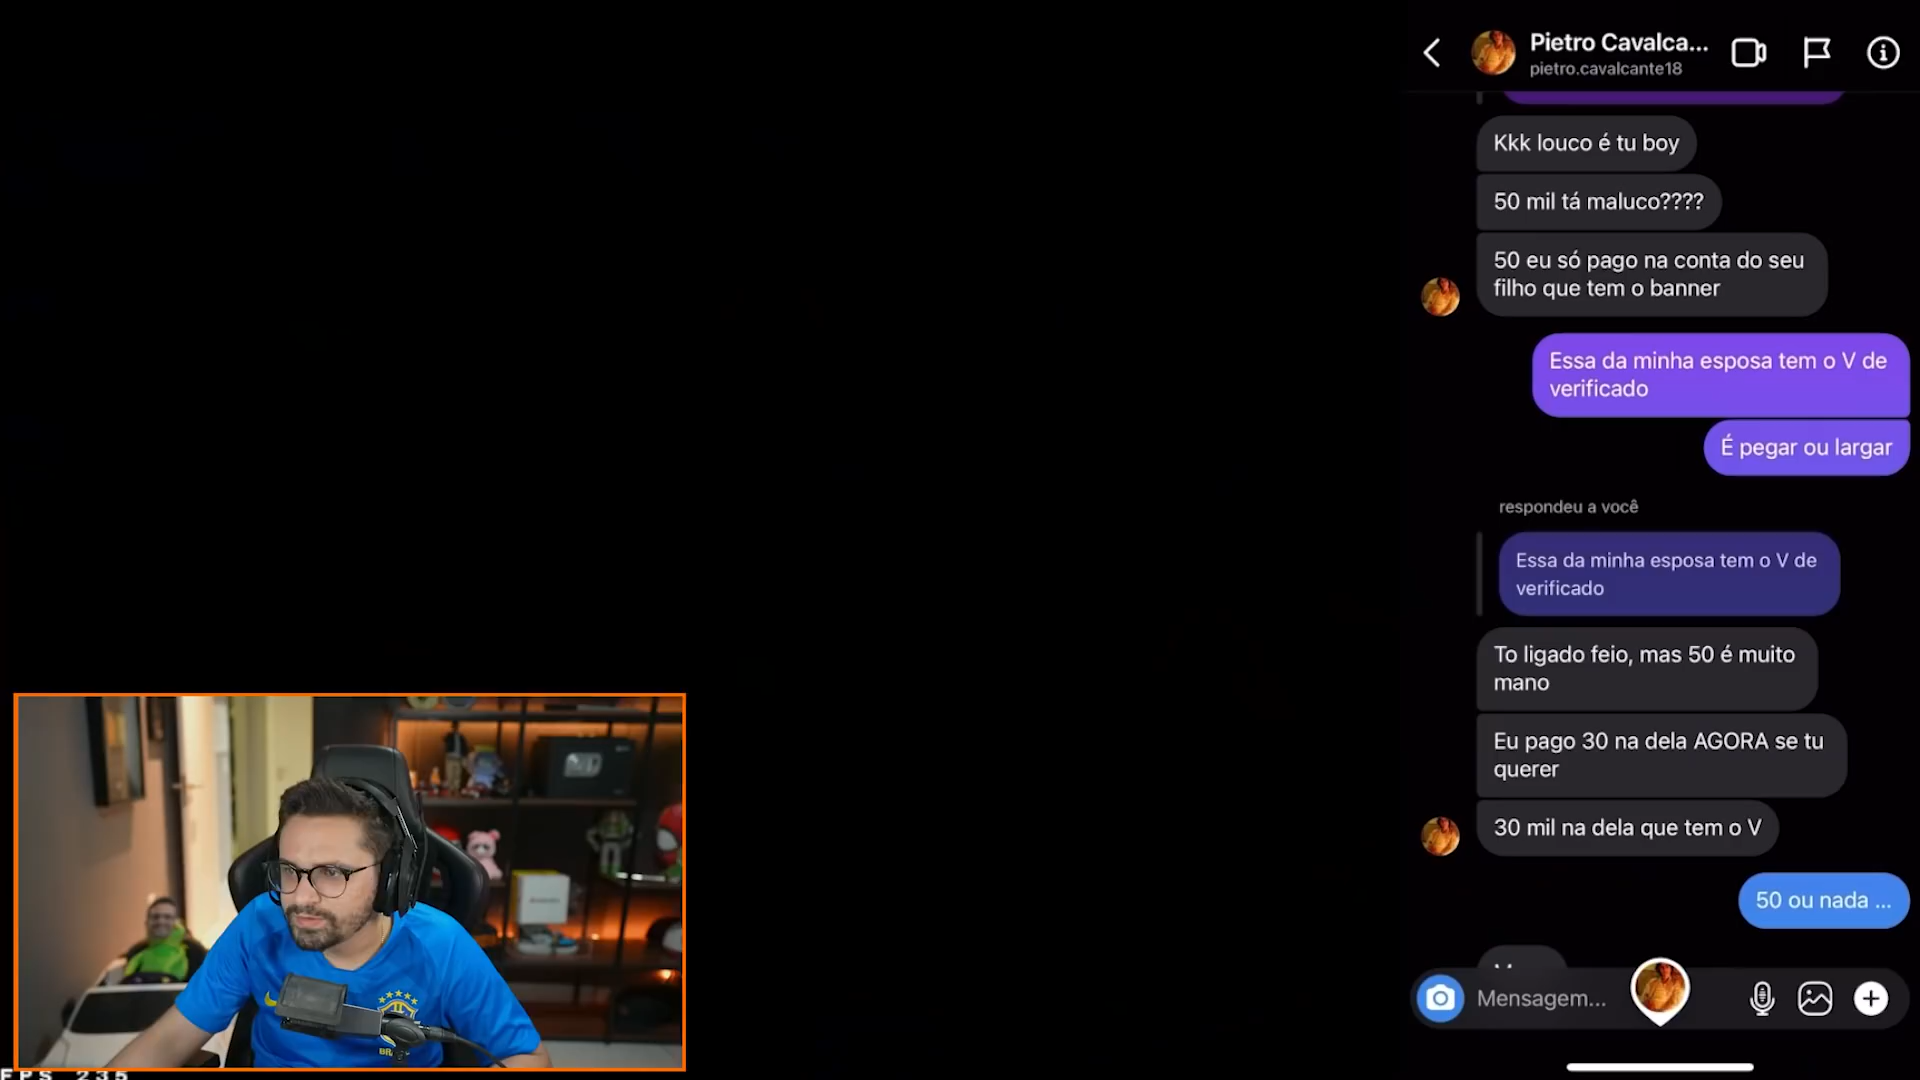 Pietro Cavalca...
pietro.cavalcante18
Kkk louco é tu boy
50 mil tá maluco????
50 eu só pago na conta do seu
filho que tem o banner
Essa da minha esposa tem o V de
verificado
É pegar ou largar
respondeu a você
Essa da minha esposa tem o V de
verificado
To ligado feio, mas 50 é muito
mano
Eu pago 30 na dela AGORA se tu
querer
30 mil na dela que tem o V
50 ou nada ...
Mensagem...
FPS 235